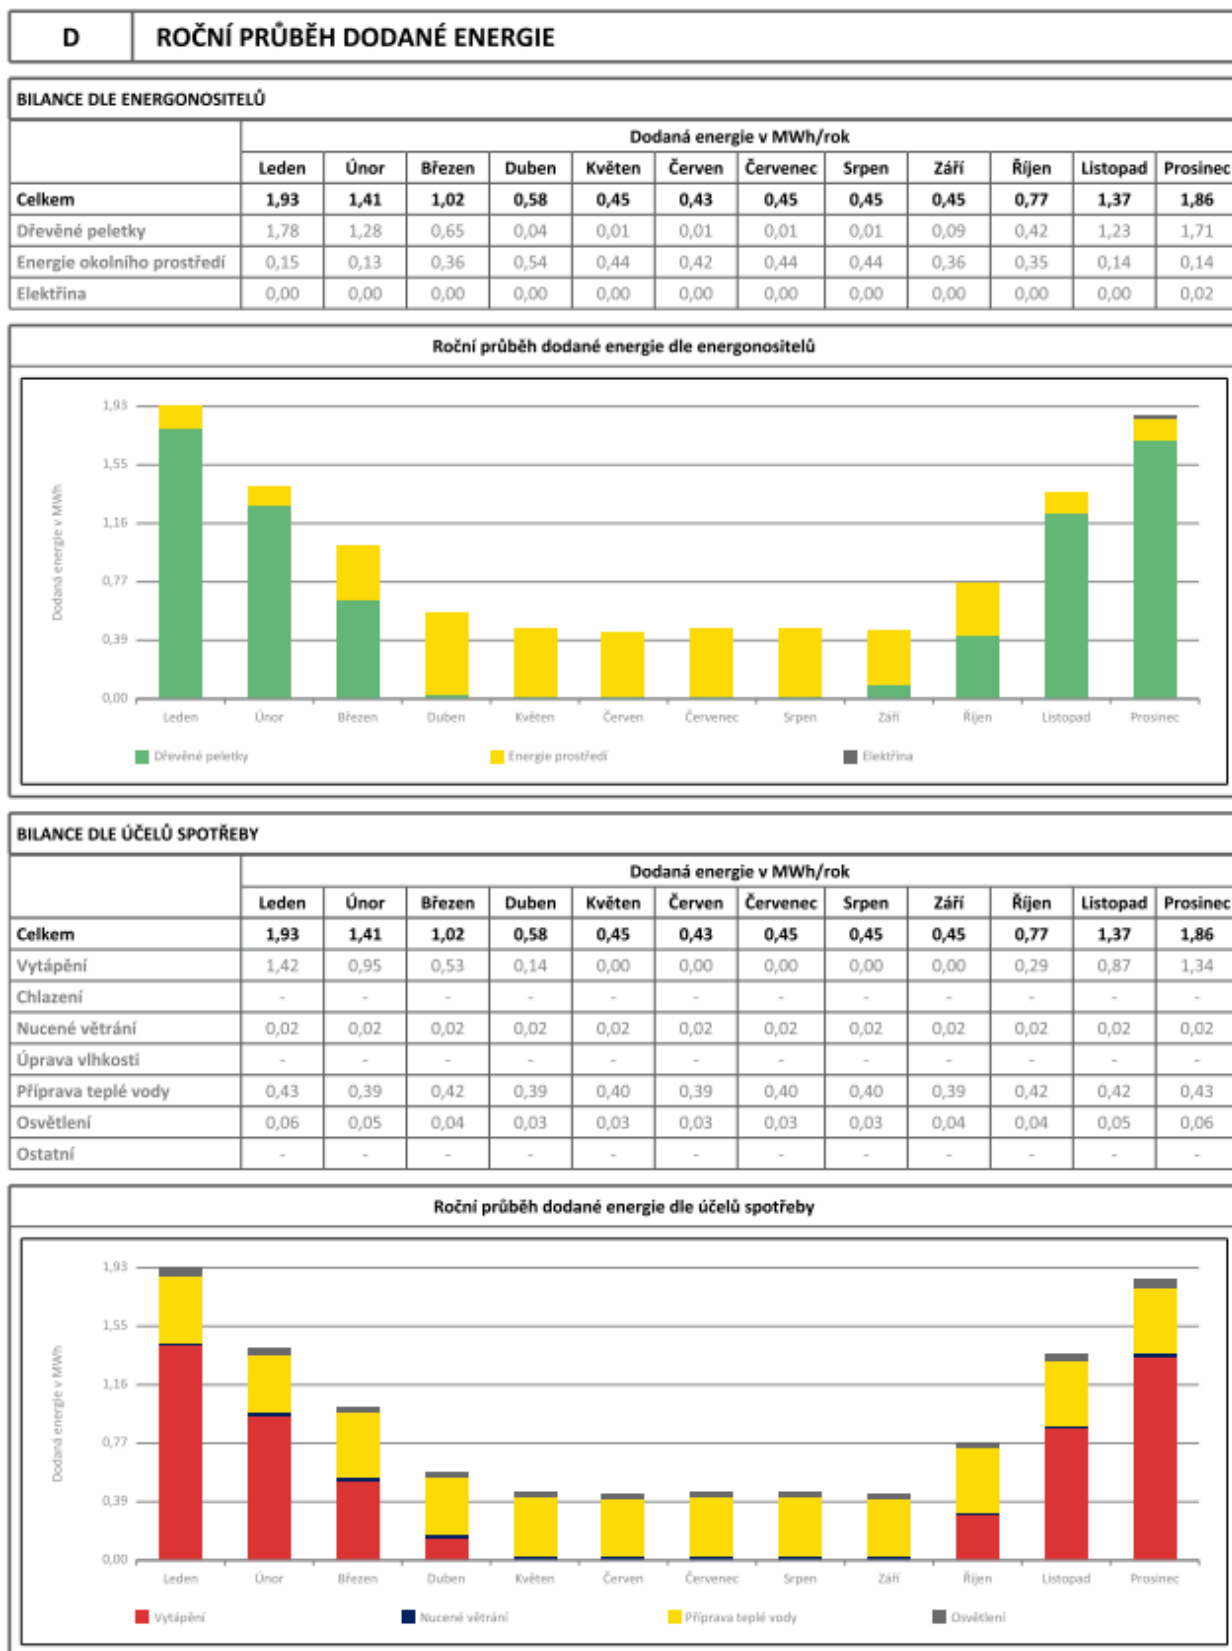 D ROČNÍ PRŮBĚH DODANÉ ENERGIE
BILANCE DLE ENERGONOSITELŮ
Dodaná energie v MWh/rok
Leden Únor Březen Duben Květen Červen Červenec Srpen Září Říjen Listopad Prosinec
Celkem 1,93 1,41 1,02 0,58 0,45 0,43 0,45 0,45 0,45 0,77 1,37 1,86
Dřevěné peletky 1,78 1,28 0,65 0,04 0,01 0,01 0,01 0,01 0,09 0,42 1,23 1,71
Energie okolního prostředí 0,15 0,13 0,36 0,54 0,44 0,42 0,44 0,44 0,36 0,35 0,14 0,14
Elektřina 0,00 0,00 0,00 0,00 0,00 0,00 0,00 0,00 0,00 0,00 0,00 0,02
Roční průběh dodané energie dle energonositelů
Dodaná energie v MWh
1,93
1,55
1,16
0,77
0,39
0,00
Leden Únor Březen Duben Květen Červen Červenec Srpen Září Říjen Listopad Prosinec
Dřevěné peletky Energie prostředí Elektřina
BILANCE DLE ÚČELŮ SPOTŘEBY
Dodaná energie v MWh/rok
Leden Únor Březen Duben Květen Červen Červenec Srpen Září Říjen Listopad Prosinec
Celkem 1,93 1,41 1,02 0,58 0,45 0,43 0,45 0,45 0,45 0,77 1,37 1,86
Vytápění 1,42 0,95 0,53 0,14 0,00 0,00 0,00 0,00 0,00 0,29 0,87 1,34
Chlazení - - - - - - - - - - - -
Nucené větrání 0,02 0,02 0,02 0,02 0,02 0,02 0,02 0,02 0,02 0,02 0,02 0,02
Úprava vlhkosti - - - - - - - - - - - -
Příprava teplé vody 0,43 0,39 0,42 0,39 0,40 0,39 0,40 0,40 0,39 0,42 0,42 0,43
Osvětlení 0,06 0,05 0,04 0,03 0,03 0,03 0,03 0,03 0,04 0,04 0,05 0,06
Ostatní - - - - - - - - - - - -
Roční průběh dodané energie dle účelů spotřeby
Dodaná energie v MWh
1,93
1,55
1,16
0,77
0,39
0,00
Leden Únor Březen Duben Květen Červen Červenec Srpen Září Říjen Listopad Prosinec
Vytápění Nucené větrání Příprava teplé vody Osvětlení